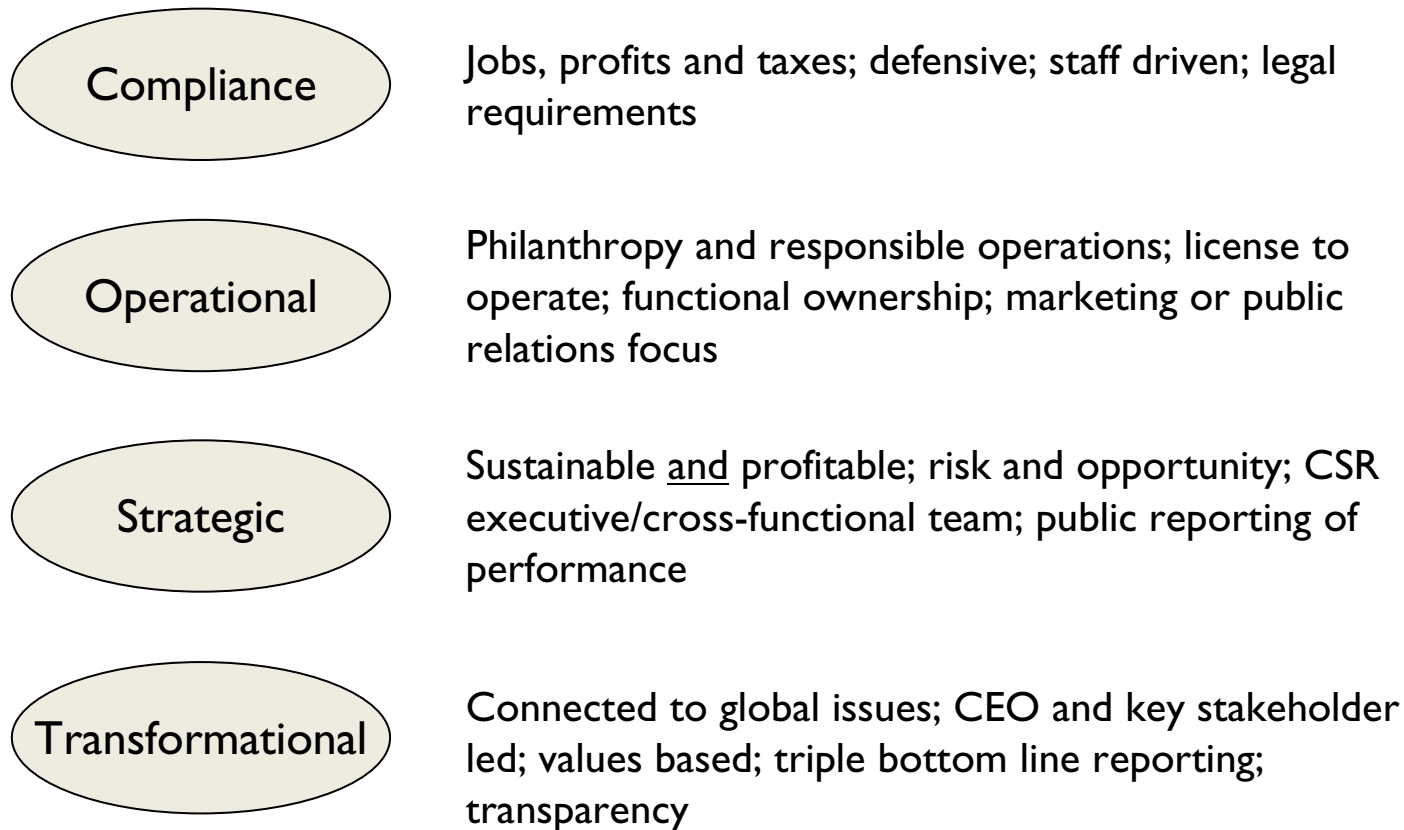 Compliance
Jobs, profits and taxes; defensive; staff driven; legal
requirements
Operational
Philanthropy and responsible operations; license to
operate; functional ownership; marketing or public
relations focus
Strategic
Sustainable and profitable; risk and opportunity; CSR
executive/cross-functional team; public reporting of
performance
Transformational
Connected to global issues; CEO and key stakeholder
led; values based; triple bottom line reporting;
transparency